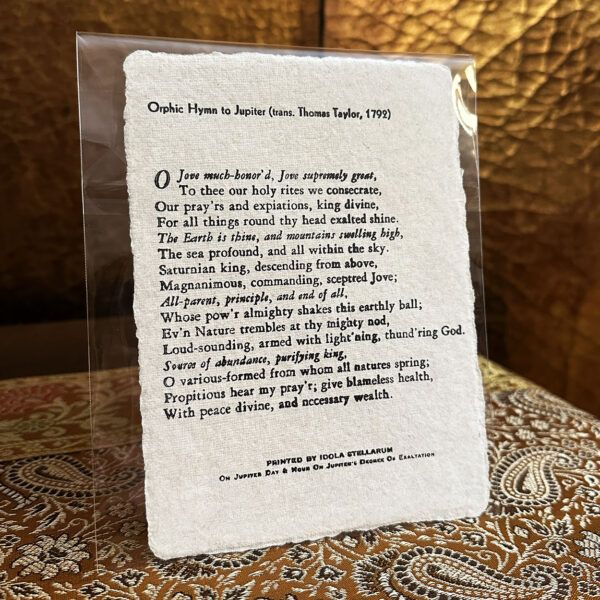 Orphic Hymn to Jupiter (trans. Thomas Taylor, 1792)
O Jove much-honor'd, Jove supremely great,
To thee our holy rites we consecrate,
Our pray'rs and expiations, king divine,
For all things round thy head exalted shine.
The Earth is thine, and mountains swelling high,
The sea profound, and all within the sky.
Saturnian king, descending from above,
Magnanimous, commanding, sceptred Jove;
All-parent, principle, and end of all,
Whose pow'r almighty shakes this earthly ball;
Ev'n Nature trembles at thy mighty nod,
Loud-sounding, armed with light'ning, thund'ring God.
Source of abundance, purifying king,
O various-formed from whom all natures spring;
Propitious hear my pray'r; give blameless health,
With peace divine, and necessary wealth.
PRINTED BY IDOLA STELLARUM
ON JUPITER DAY & HOUR ON JUPITER'S DEGREE OF EXALTATION